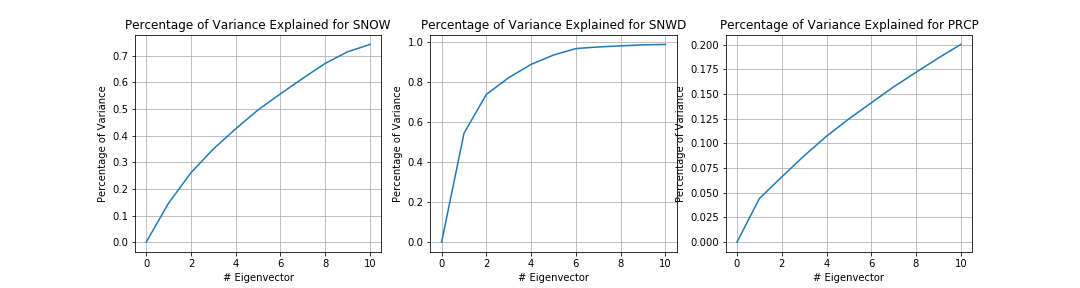 Percentage of Variance Explained for SNOW
Percentage of Variance
0.7
0.6
0.5
0.4
0.3
0.2
0.1
0.0
0 2 4 6 8 10
# Eigenvector
Percentage of Variance Explained for SNWD
Percentage of Variance
1.0
0.8
0.6
0.4
0.2
0.0
0 2 4 6 8 10
# Eigenvector
Percentage of Variance Explained for PRCP
Percentage of Variance
0.200
0.175
0.150
0.125
0.100
0.075
0.050
0.025
0.000
0 2 4 6 8 10
# Eigenvector